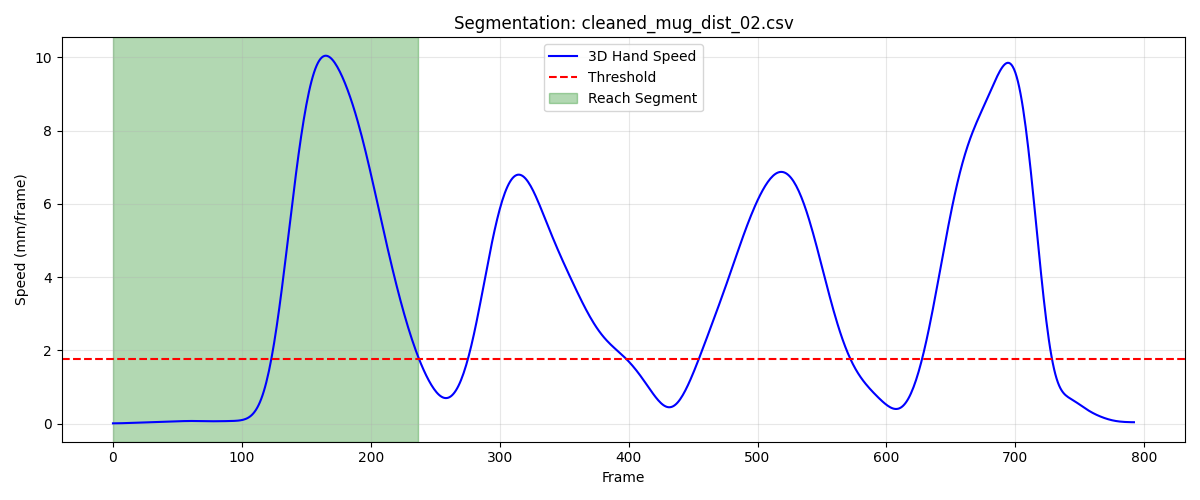 Segmentation: cleaned_mug_dist_02.csv
3D Hand Speed
Threshold
Reach Segment
Speed (mm/frame)
10
8
6
4
2
0
0 100 200 300 400 500 600 700 800
Frame